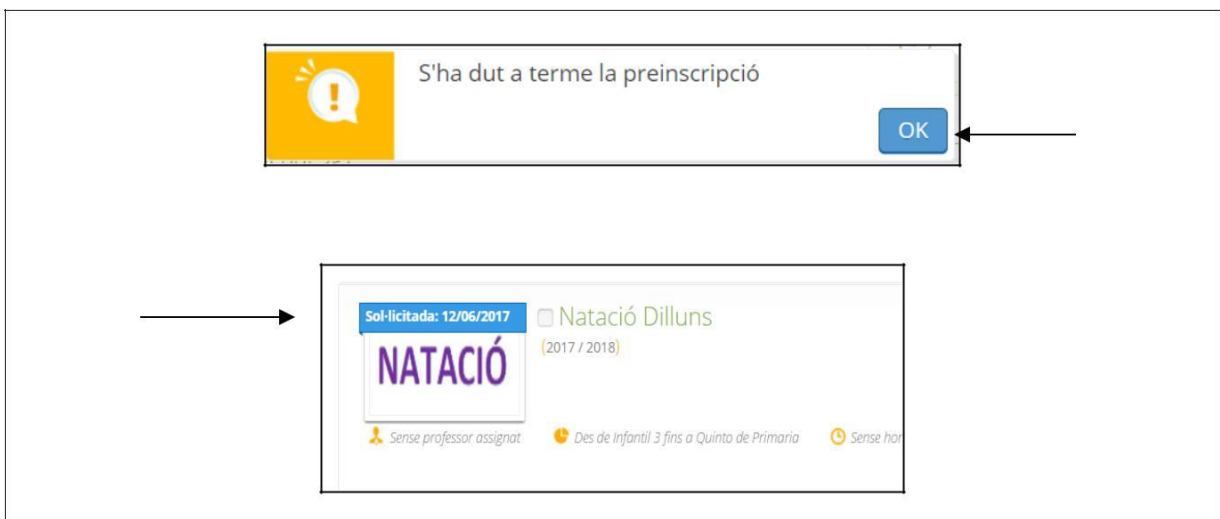 S'ha dut a terme la preinscripció
OK
Sol·licitada: 12/06/2017
Natació Dilluns
(2017 / 2018)
NATACIÓ
Sense professor assignat
Des de Infantil 3 fins a Quinto de Primaria
Sense hor